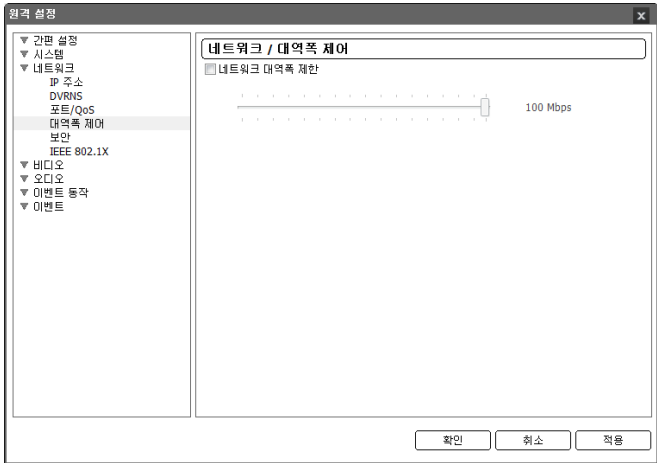 원격 설정
간편 설정
시스템
네트워크
IP 주소
DVRNS
포트/QoS
대역폭 제어
보안
IEEE 802.1X
비디오
오디오
이벤트 동작
이벤트
네트워크 / 대역폭 제어
네트워크 대역폭 제한
100 Mbps
확인
취소
적용